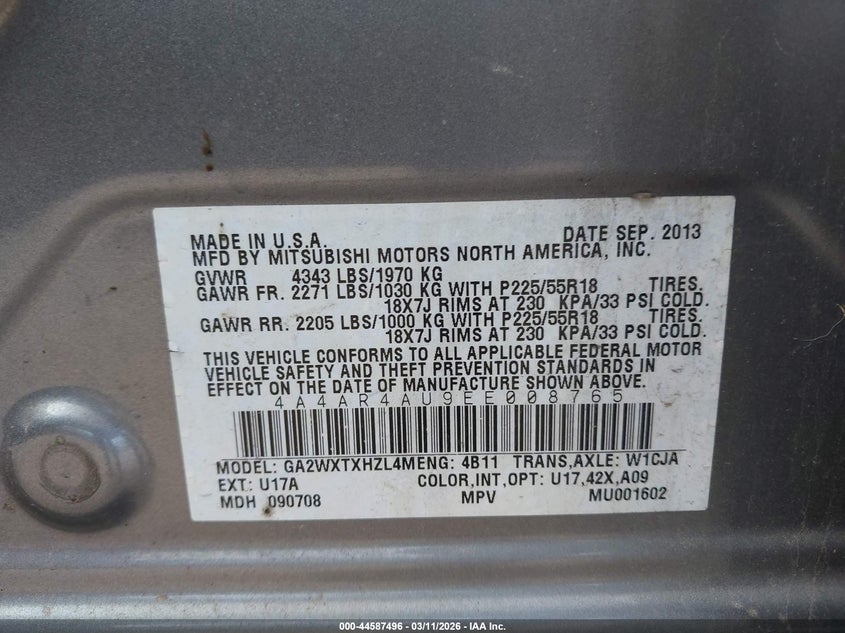 MADE IN U.S.A. DATE SEP. 2013
MFD BY MITSUBISHI MOTORS NORTH AMERICA, INC.
GVWR 4343 LBS/1970 KG
GAWR FR. 2271 LBS/1030 KG WITH P225/55R18 TIRES.
18X7J RIMS AT 230 KPA/33 PSI COLD.
GAWR RR. 2205 LBS/1000 KG WITH P225/55R18 TIRES.
18X7J RIMS AT 230 KPA/33 PSI COLD.
THIS VEHICLE CONFORMS TO ALL APPLICABLE FEDERAL MOTOR
VEHICLE SAFETY AND THEFT PREVENTION STANDARDS IN
EFFECT ON THE DATE OF MANUFACTURE SHOWN ABOVE.
4A4AR4AU9EE008765
MODEL: GA2WXTXHZL4MENG: 4B11 TRANS,AXLE: W1CJA
EXT: U17A COLOR,INT,OPT: U17,42X,A09
MDH 090708 MPV MU001602
000-44587496 - 03/11/2026 - IAA Inc.